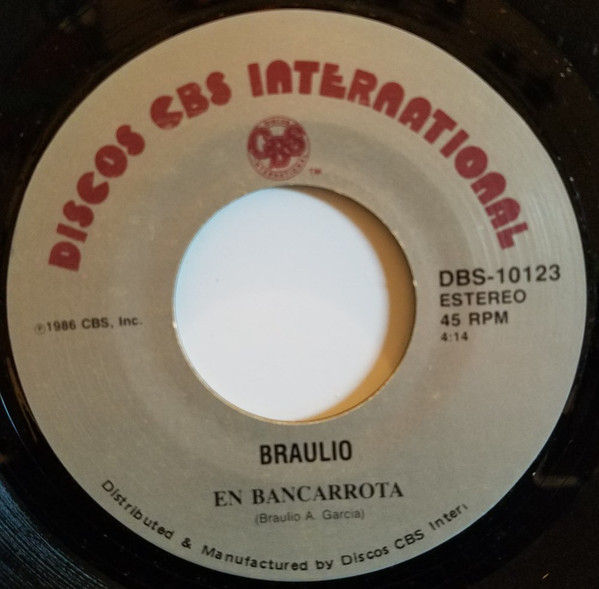 DISCOS CBS INTERNATIONAL
CBS
™
DBS-10123
ESTEREO
45 RPM
4:14
℗1986 CBS, Inc.
BRAULIO
EN BANCARROTA
(Braulio A. Garcia)
Distributed & Manufactured by Discos CBS Inter